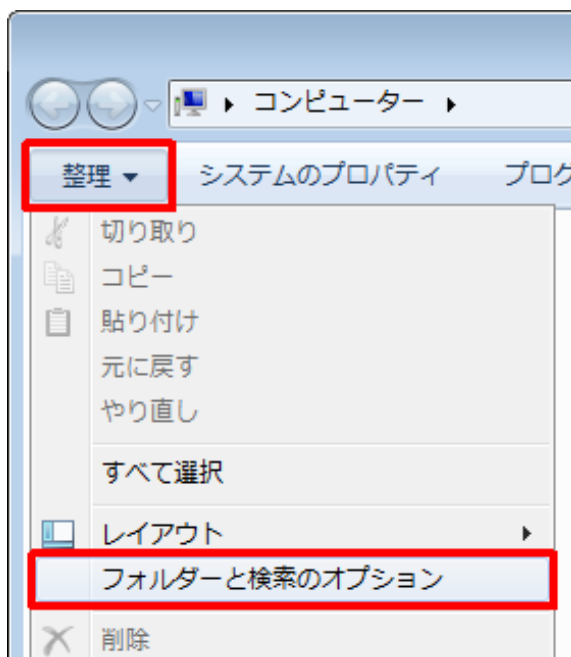 コンピューター
整理 システムのプロパティ プログ
切り取り
コピー
貼り付け
元に戻す
やり直し
すべて選択
レイアウト
フォルダーと検索のオプション
削除